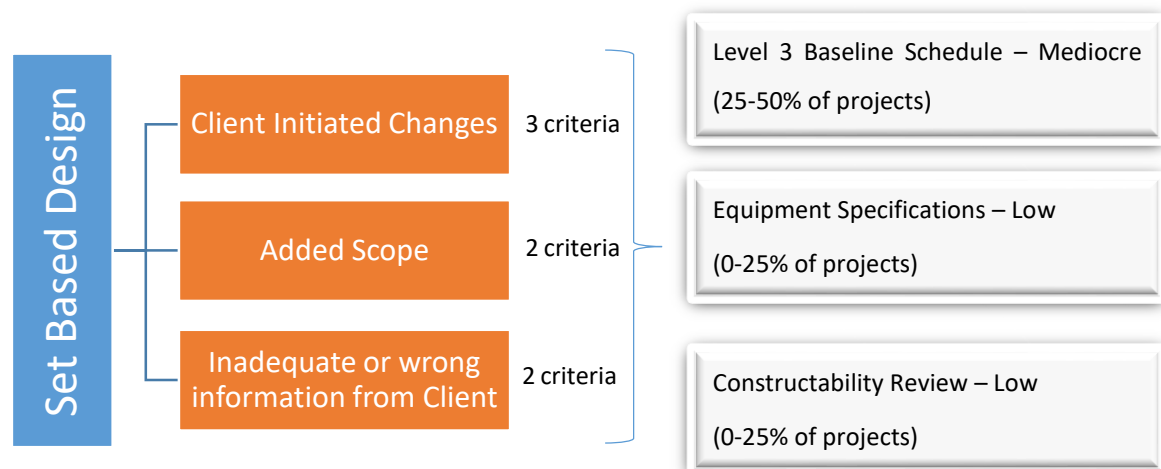 Set Based Design
Client Initiated Changes
3 criteria
Added Scope
2 criteria
Inadequate or wrong
information from Client
2 criteria
Level 3 Baseline Schedule – Mediocre
(25-50% of projects)
Equipment Specifications – Low
(0-25% of projects)
Constructability Review – Low
(0-25% of projects)